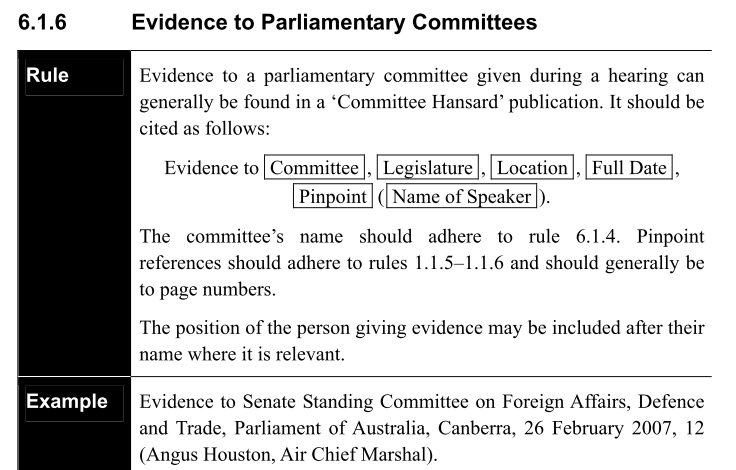 6.1.6 Evidence to Parliamentary Committees
Rule
Evidence to a parliamentary committee given during a hearing can
generally be found in a ‘Committee Hansard’ publication. It should be
cited as follows:
Evidence to Committee, Legislature, Location, Full Date,
Pinpoint (Name of Speaker).
The committee’s name should adhere to rule 6.1.4. Pinpoint
references should adhere to rules 1.1.5–1.1.6 and should generally be
to page numbers.
The position of the person giving evidence may be included after their
name where it is relevant.
Example
Evidence to Senate Standing Committee on Foreign Affairs, Defence
and Trade, Parliament of Australia, Canberra, 26 February 2007, 12
(Angus Houston, Air Chief Marshal).